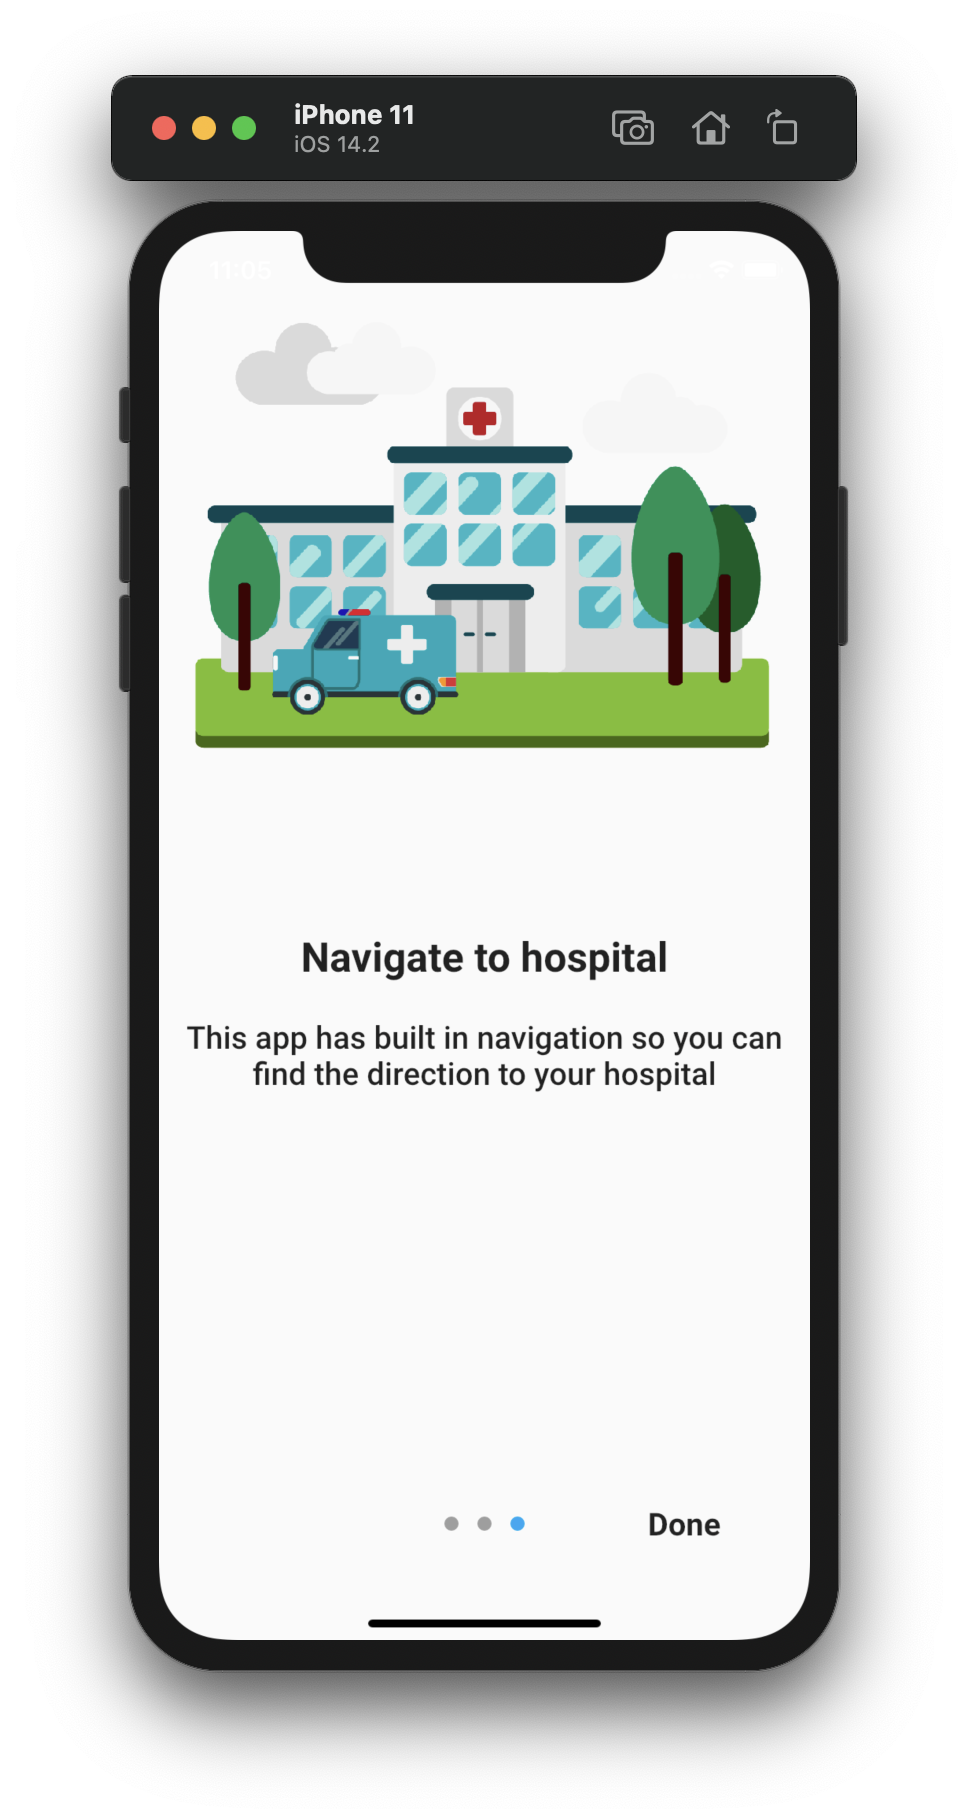 iPhone 11
iOS 14.2
11:05
Navigate to hospital
This app has built in navigation so you can
find the direction to your hospital
Done